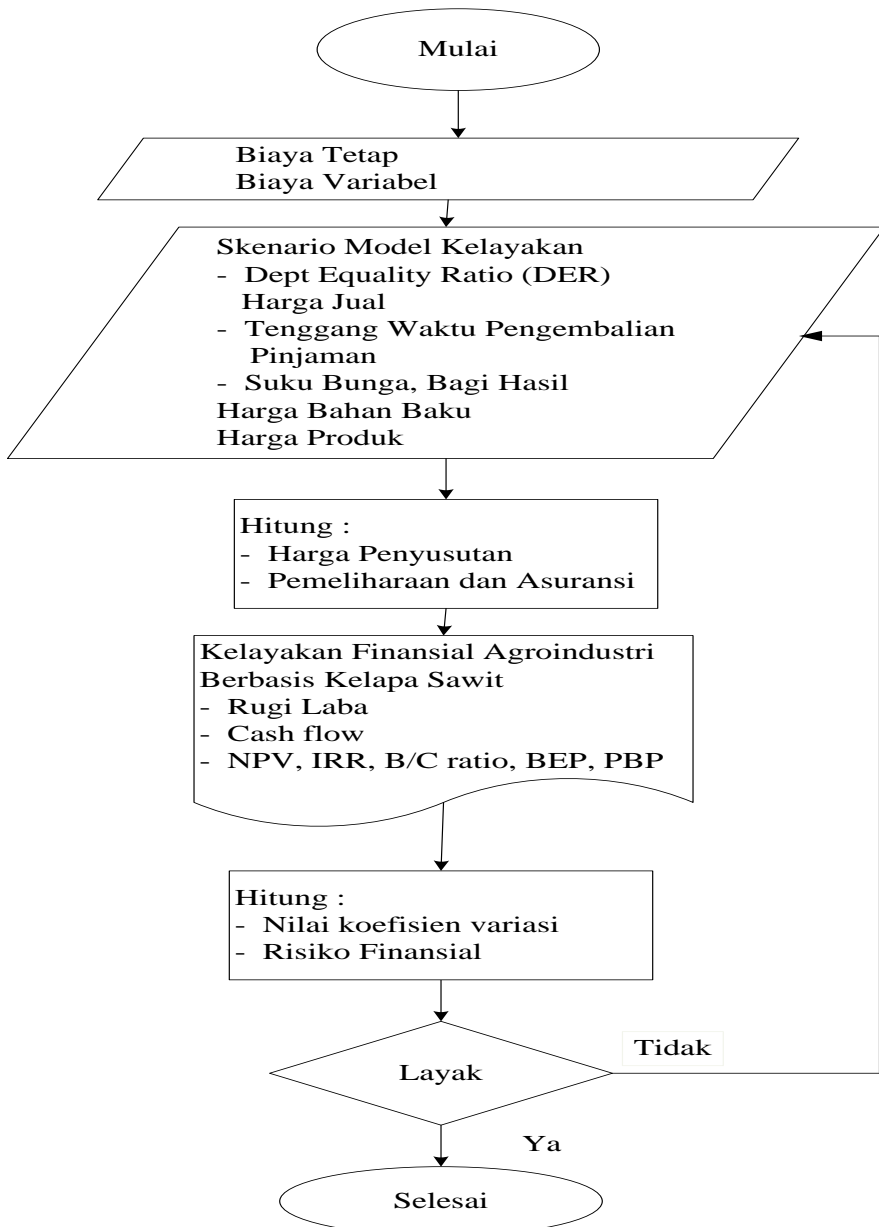 Mulai
Biaya Tetap
Biaya Variabel
Skenario Model Kelayakan
- Dept Equality Ratio (DER)
Harga Jual
- Tenggang Waktu Pengembalian
Pinjaman
- Suku Bunga, Bagi Hasil
Harga Bahan Baku
Harga Produk
Hitung :
- Harga Penyusutan
- Pemeliharaan dan Asuransi
Kelayakan Finansial Agroindustri
Berbasis Kelapa Sawit
- Rugi Laba
- Cash flow
- NPV, IRR, B/C ratio, BEP, PBP
Hitung :
- Nilai koefisien variasi
- Risiko Finansial
Layak
Tidak
Ya
Selesai